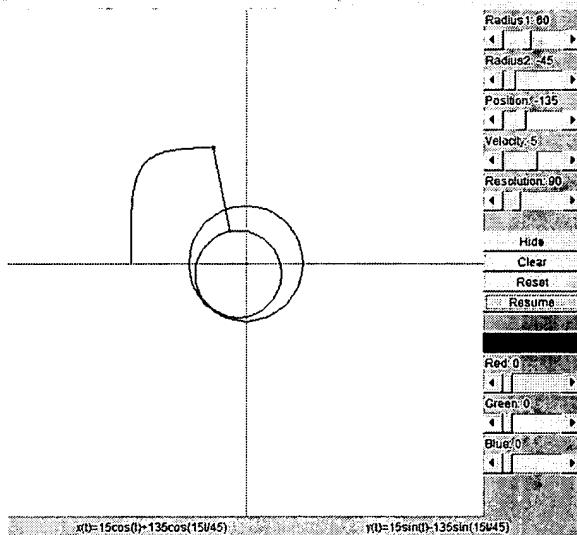 Radius1: 60
Radius2: -45
Position: -135
Velocity: 5
Resolution: 90
Hide
Clear
Reset
Resume
Red: 0
Green: 0
Blue: 0
x(t)=15cos(t)+135cos(15t/45)
y(t)=15sin(t)-135sin(15t/45)